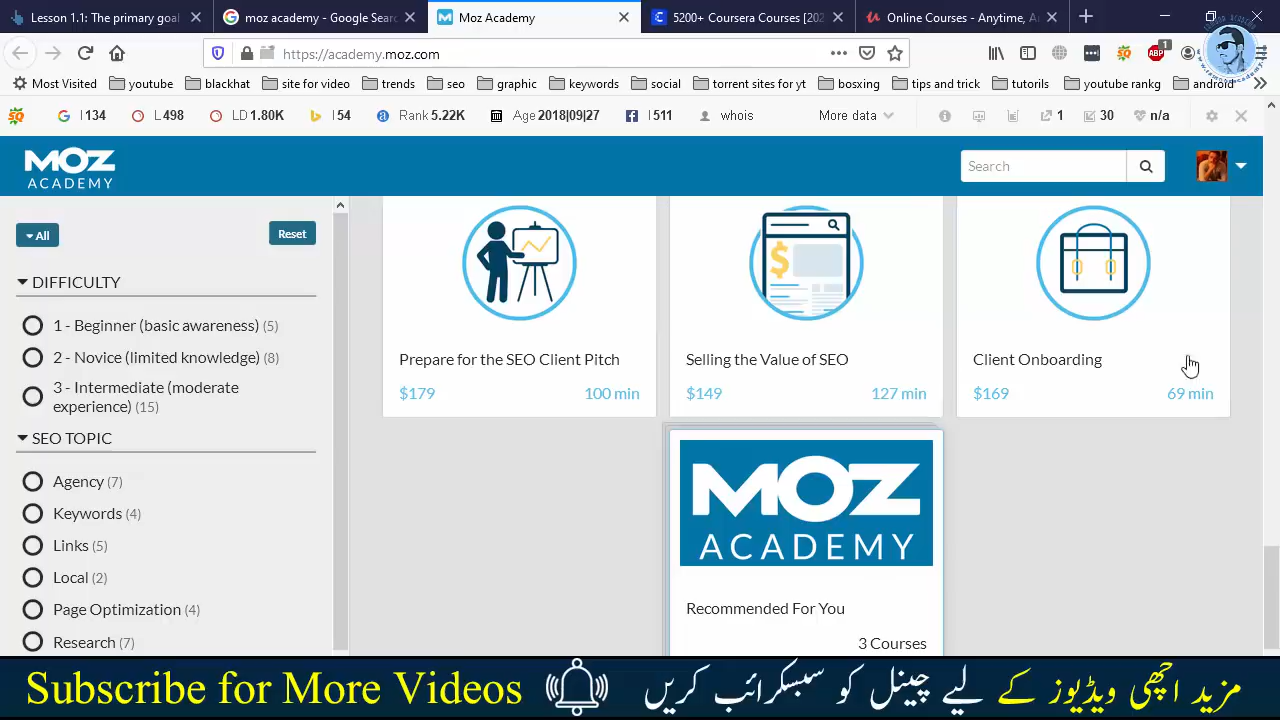 Lesson 1.1: The primary goal
moz academy - Google Sear
Moz Academy
5200+ Coursera Courses [202
Online Courses - Anytime, A
https://academy.moz.com
Most Visited youtube blackhat site for video trends seo graphic keywords social torrent sites for yo bosxing tips and trick tutorils youtube rankg android
I 134 L 498 LD 1.80K I 54 Rank 5.22K Age 2018|09|27 I 511 whois More data 1 30 n/a
MOZ
ACADEMY
Search
All
Reset
DIFFICULTY
1 - Beginner (basic awareness) (5)
2 - Novice (limited knowledge) (8)
3 - Intermediate (moderate
experience) (15)
SEO TOPIC
Agency (7)
Keywords (4)
Links (5)
Local (2)
Page Optimization (4)
Research (7)
Prepare for the SEO Client Pitch
$179 100 min
Selling the Value of SEO
$149 127 min
Client Onboarding
$169 69 min
MOZ
ACADEMY
Recommended For You
3 Courses
Subscribe for More Videos
مزید اچھی ویڈیوز کے لیے چینل کو سبسکرائب کریں